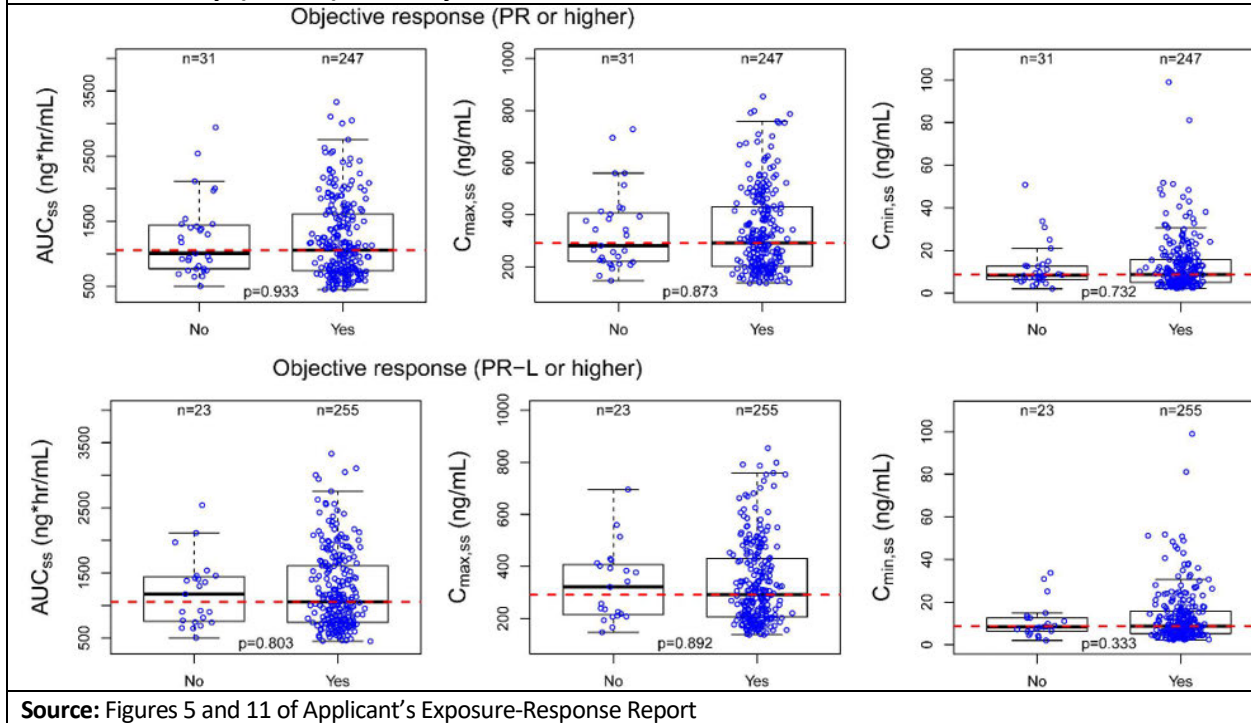 Objective response (PR or higher)
AUCss (ng*hr/mL)
3500
2500
1500
500
n=31 n=247
p=0.933
No Yes
Cmax,ss (ng/mL)
1000
800
600
400
200
n=31 n=247
p=0.873
No Yes
Cmin,ss (ng/mL)
100
80
60
40
20
0
n=31 n=247
p=0.732
No Yes
Objective response (PR−L or higher)
AUCss (ng*hr/mL)
3500
2500
1500
500
n=23 n=255
p=0.803
No Yes
Cmax,ss (ng/mL)
1000
800
600
400
200
n=23 n=255
p=0.892
No Yes
Cmin,ss (ng/mL)
100
80
60
40
20
0
n=23 n=255
p=0.333
No Yes
Source: Figures 5 and 11 of Applicant’s Exposure-Response Report